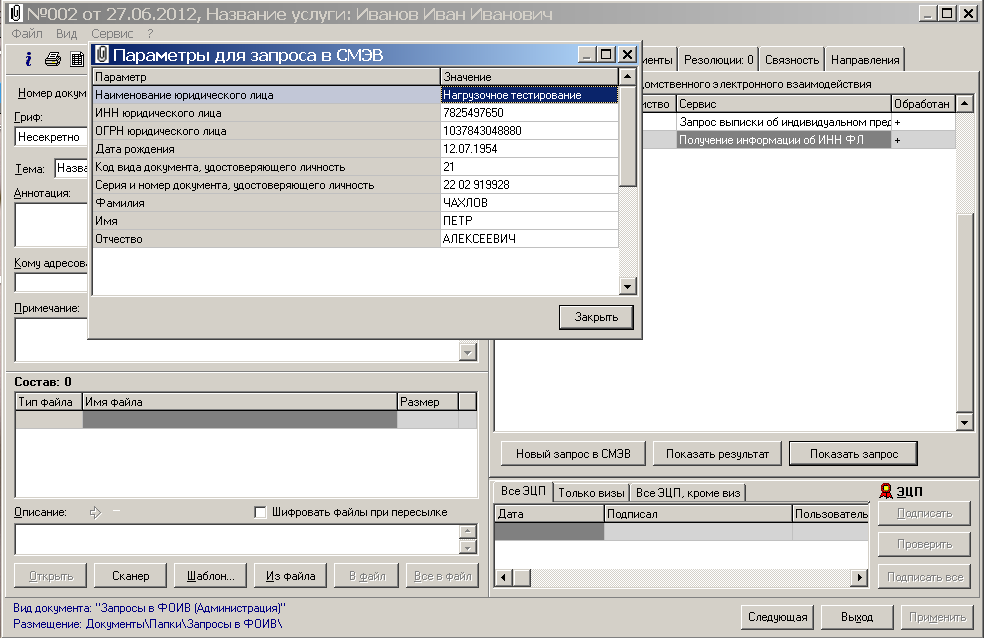 №002 от 27.06.2012, Название услуги: Иванов Иван Иванович
Файл Вид Сервис ?
Параметры для запроса в СМЭВ
Параметр Значение
Наименование юридического лица Нагрузочное тестирование
ИНН юридического лица 7825497650
ОГРН юридического лица 1037843048880
Дата рождения 12.07.1954
Код вида документа, удостоверяющего личность 21
Серия и номер документа, удостоверяющего личность 22 02 919928
Фамилия ЧАХЛОВ
Имя ПЕТР
Отчество АЛЕКСЕЕВИЧ
Закрыть
Номер докум
Гриф:
Несекретно
Тема: Назва
Аннотация:
Кому адресов
Примечание:
енты Резолюции: 0 Связность Направления
домственного электронного взаимодействия
ство Сервис Обработан
Запрос выписки об индивидуальном пред +
Получение информации об ИНН ФЛ +
Новый запрос в СМЭВ Показать результат Показать запрос
Состав: 0
Тип файла Имя файла Размер
Описание: Шифровать файлы при пересылке
Открыть Сканер Шаблон... Из файла В файл Все в файл
Все ЭЦП Только визы Все ЭЦП, кроме виз
Дата Подписал Пользователь
ЭЦП
Подписать
Проверить
Подписать все
Вид документа: "Запросы в ФОИВ (Администрация)"
Размещение: Документы\Папки\Запросы в ФОИВ\
Следующая Выход Применить